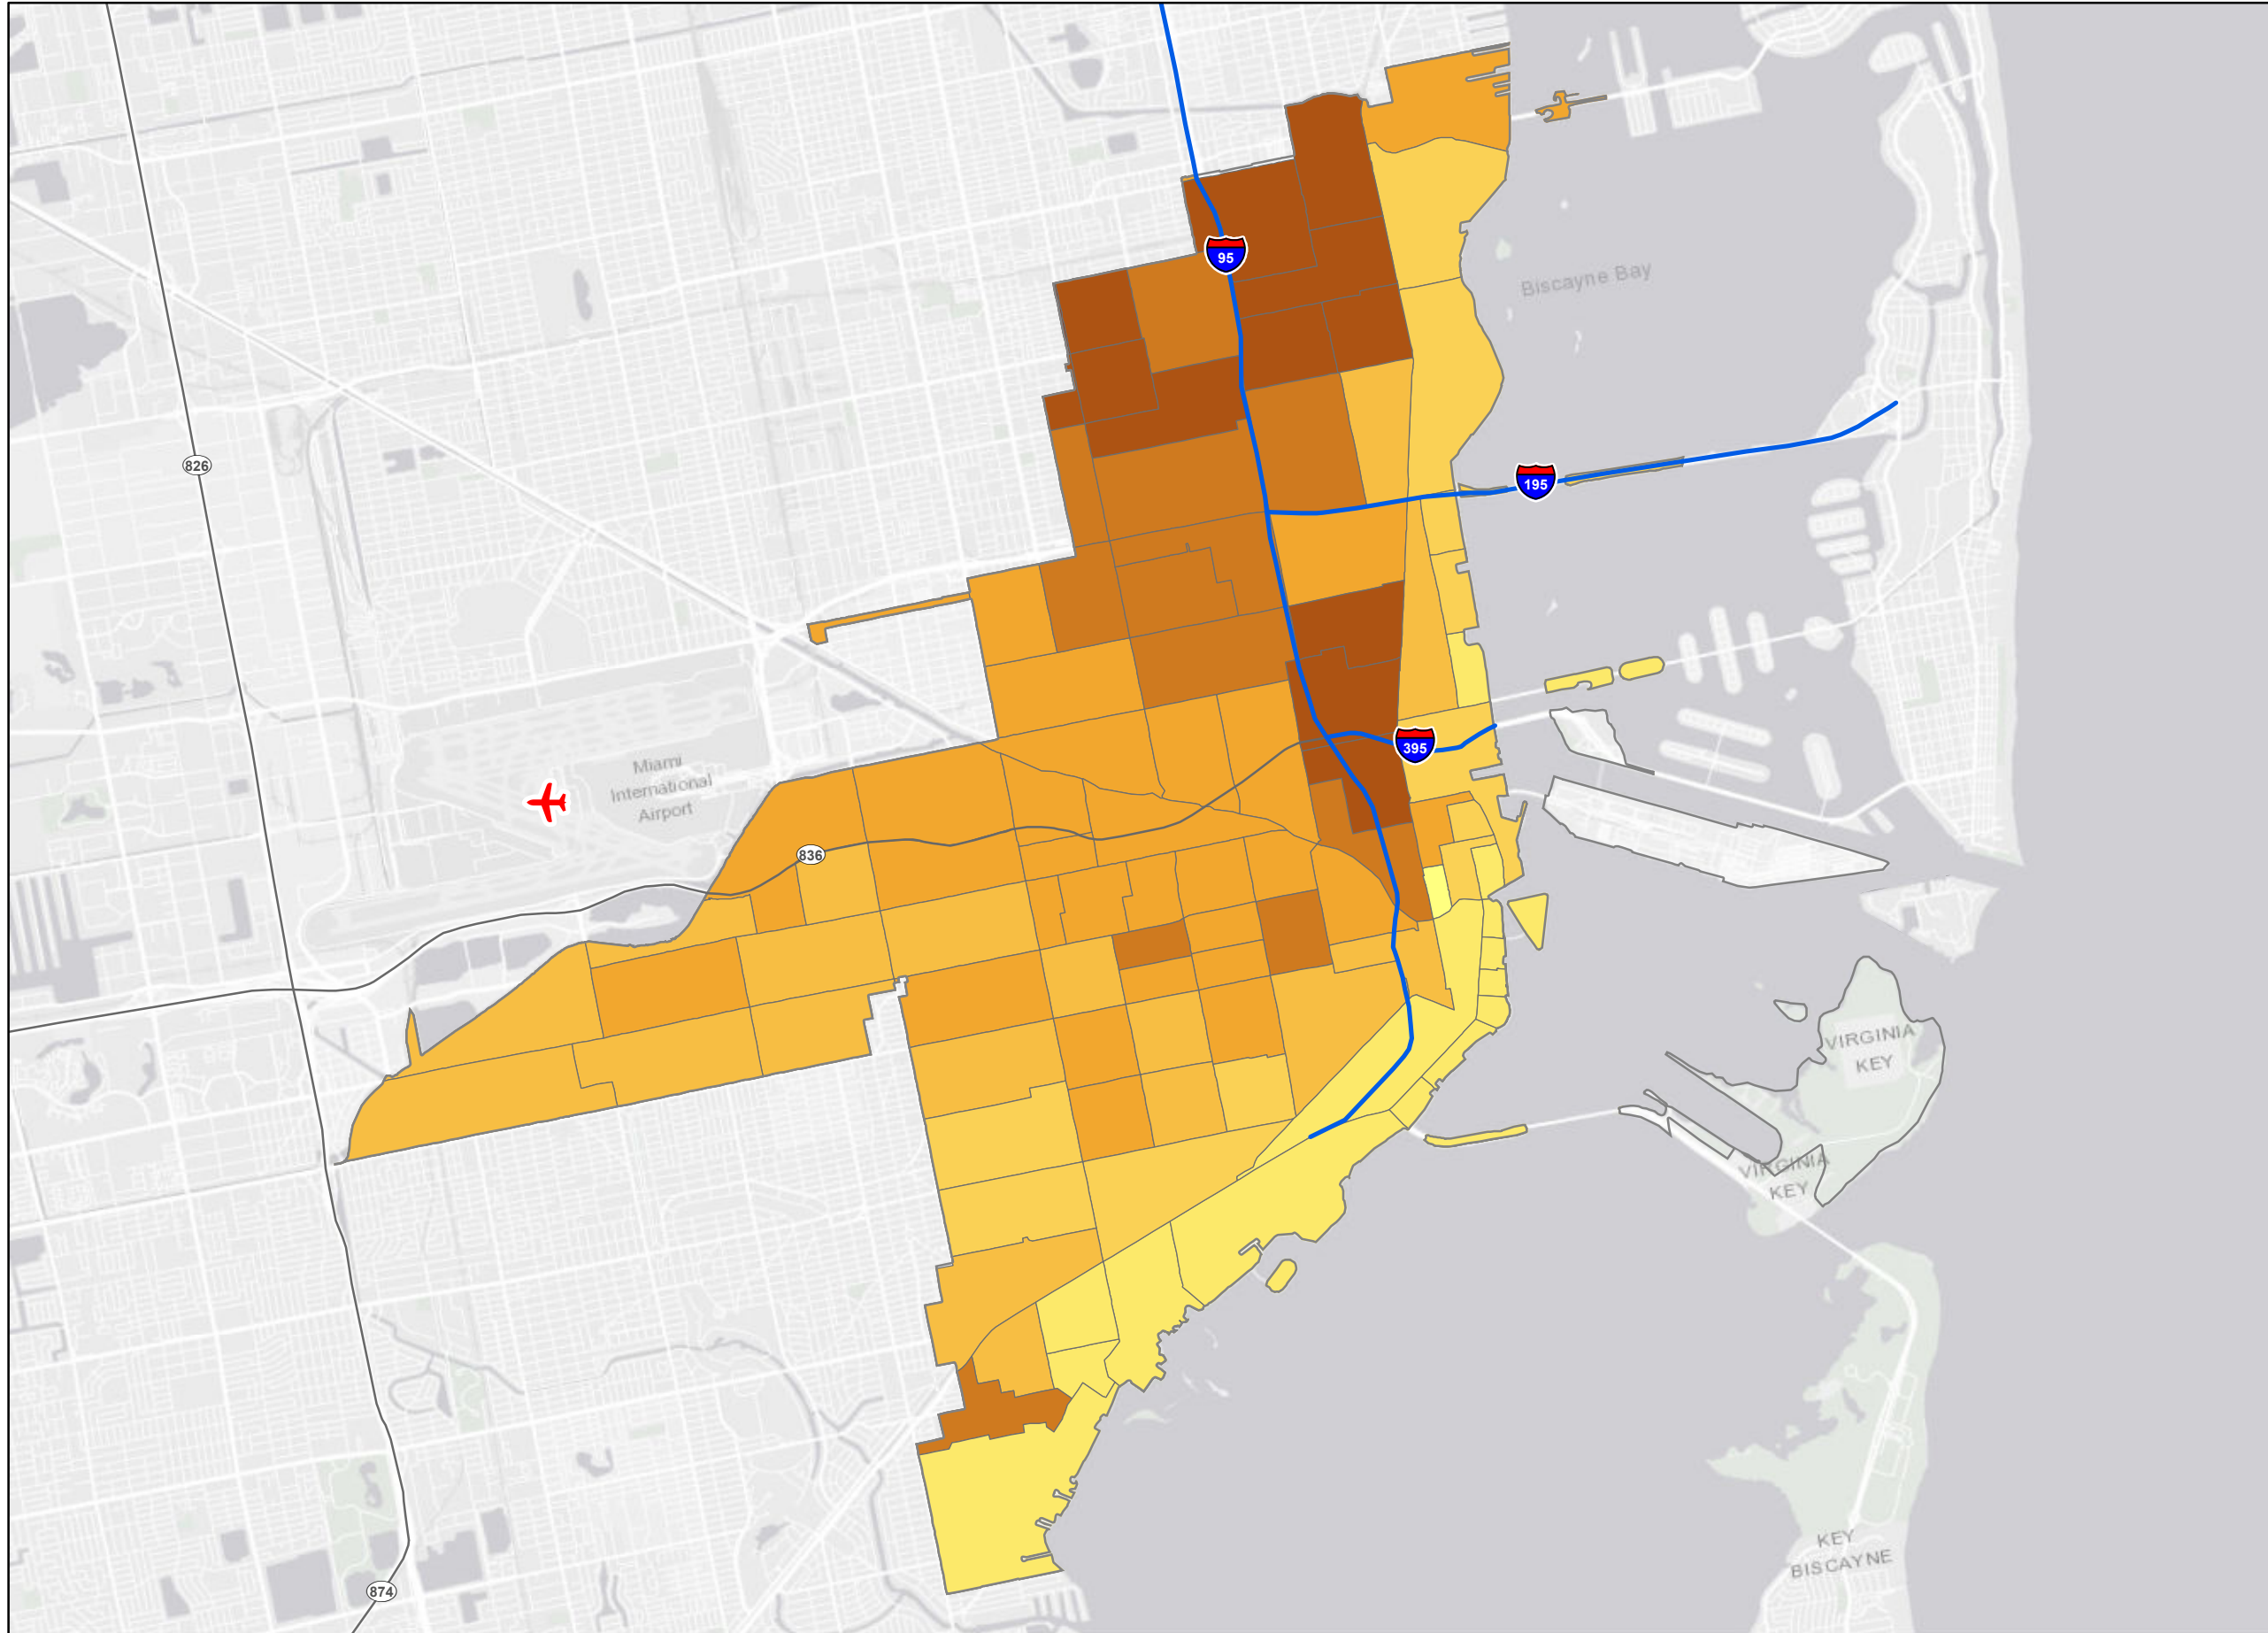 95
Biscayne Bay
826
195
395
Miami
International
Airport
836
VIRGINIA
KEY
VIRGINIA
KEY
KEY
BISCAYNE
874